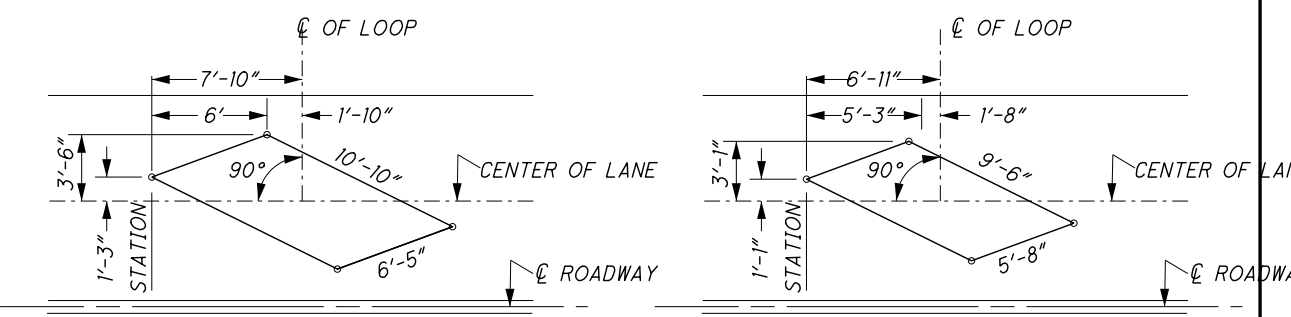 ℄ OF LOOP
7'-10"
6'
1'-10"
3'-6"
90°
10'-10"
CENTER OF LANE
1'-3"
STATION
6'-5"
℄ ROADWAY
℄ OF LOOP
6'-11"
5'-3"
1'-8"
3'-1"
90°
9'-6"
CENTER OF LAN
1'-1"
STATION
5'-8"
℄ ROADWA